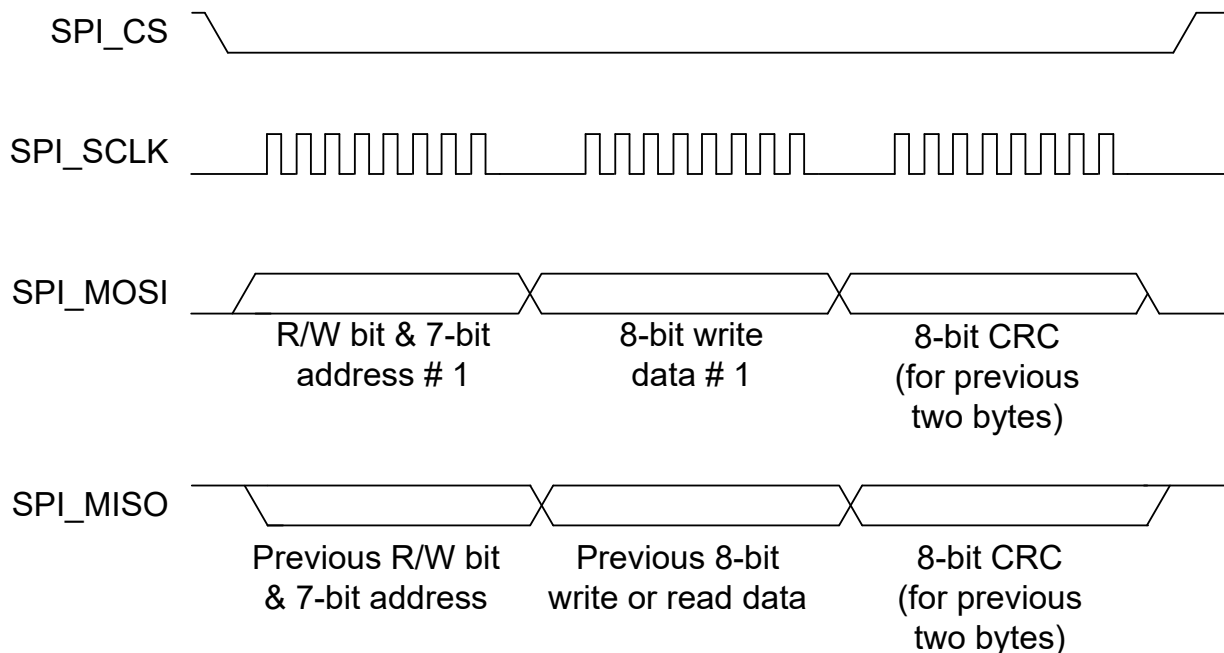 SPI_CS
SPI_SCLK
SPI_MOSI
R/W bit & 7-bit
address # 1
8-bit write
data # 1
8-bit CRC
(for previous
two bytes)
SPI_MISO
Previous R/W bit
& 7-bit address
Previous 8-bit
write or read data
8-bit CRC
(for previous
two bytes)